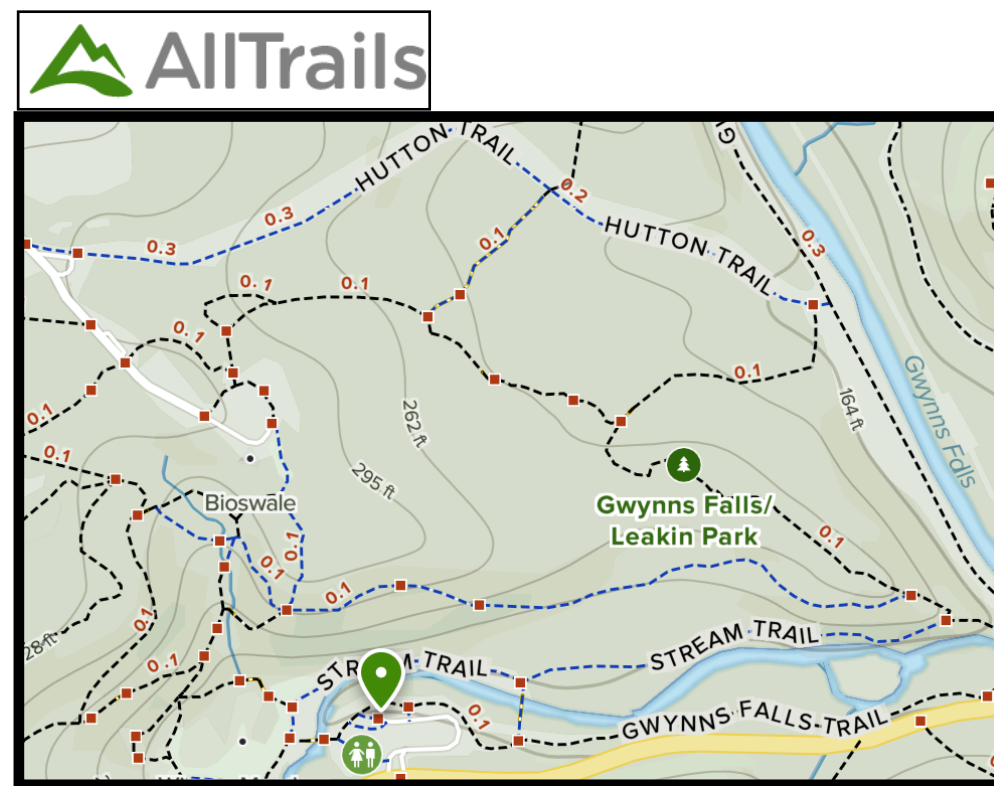 AllTrails
HUTTON TRAIL
0.2
G
0.3
0.3
0.1
HUTTON TRAIL
0.3
0.1
0.1
0.1
0.1
164 ft
Gwynns Fdls
0.1
262 ft
0.1
295 ft
Bioswale
Gwynns Falls/
Leakin Park
0.1
0.1
0.1
0.1
0.1
28 ft
0.1
STREAM TRAIL
STREAM TRAIL
0.1
GWYNNS FALLS TRAIL